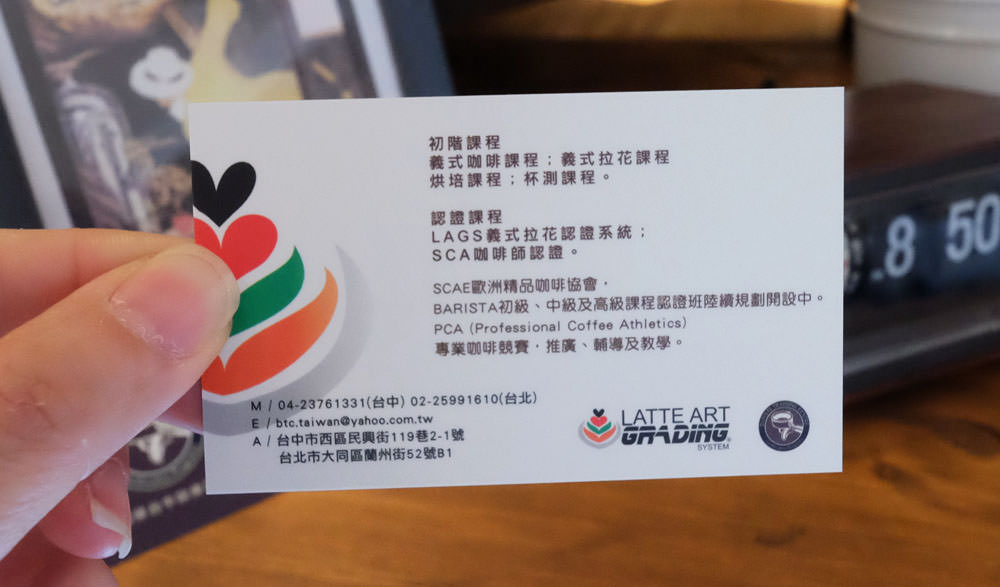 初階課程
義式咖啡課程；義式拉花課程
烘培課程；杯測課程。
認證課程
LAGS義式拉花認證系統；
SCA咖啡師認證。
SCAE歐洲精品咖啡協會，
BARISTA初級、中級及高級課程認證班陸續規劃開設中。
PCA (Professional Coffee Athletics)
專業咖啡競賽，推廣、輔導及教學。
M / 04-23761331(台中) 02-25991610(台北)
E / btc.taiwan@yahoo.com.tw
A / 台中市西區民興街119巷2-1號
台北市大同區蘭州街52號B1
LATTE ART
GRADING
SYSTEM
8 50